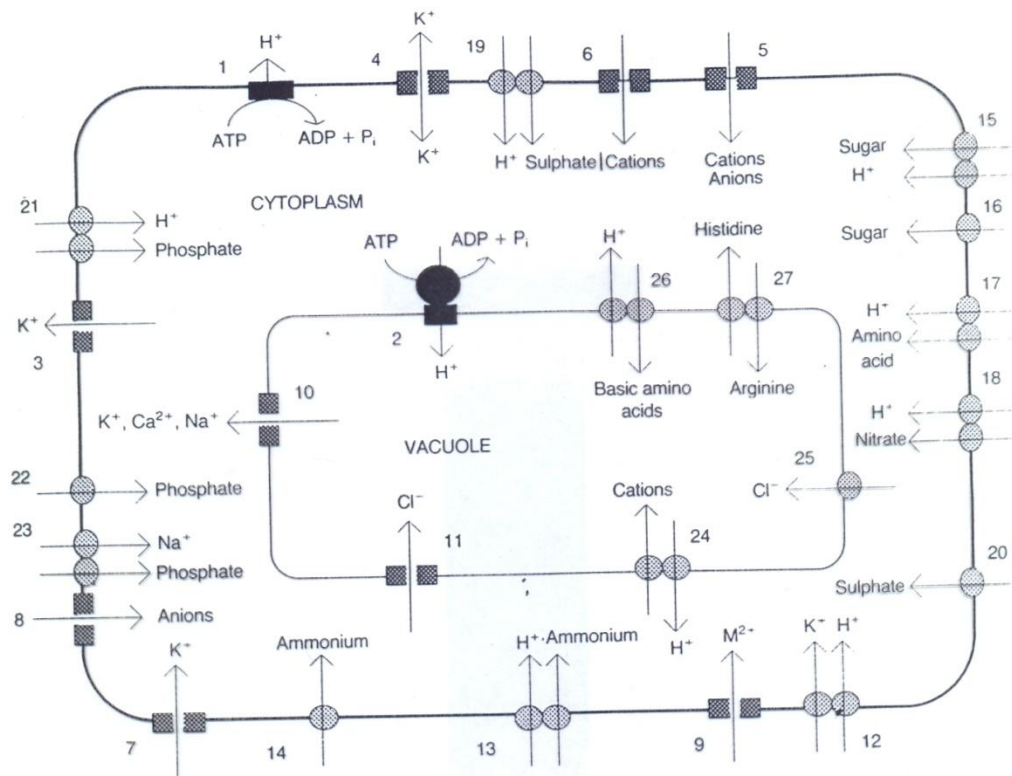 K⁺
H⁺
1
4
19
6
5
ATP
ADP + Pᵢ
K⁺
H⁺
Sulphate
Cations
Cations
Anions
15
Sugar
H⁺
CYTOPLASM
21
H⁺
Phosphate
ATP
ADP + Pᵢ
H⁺
26
Histidine
27
16
Sugar
17
H⁺
Amino
acid
K⁺
3
2
H⁺
Basic amino
acids
Arginine
10
K⁺, Ca²⁺, Na⁺
VACUOLE
18
H⁺
Nitrate
22
Phosphate
Cl⁻
11
Cations
24
25
Cl⁻
23
Na⁺
Phosphate
20
Sulphate
8
Anions
K⁺
Ammonium
H⁺
Ammonium
H⁺
M²⁺
K⁺
H⁺
7
14
13
9
12